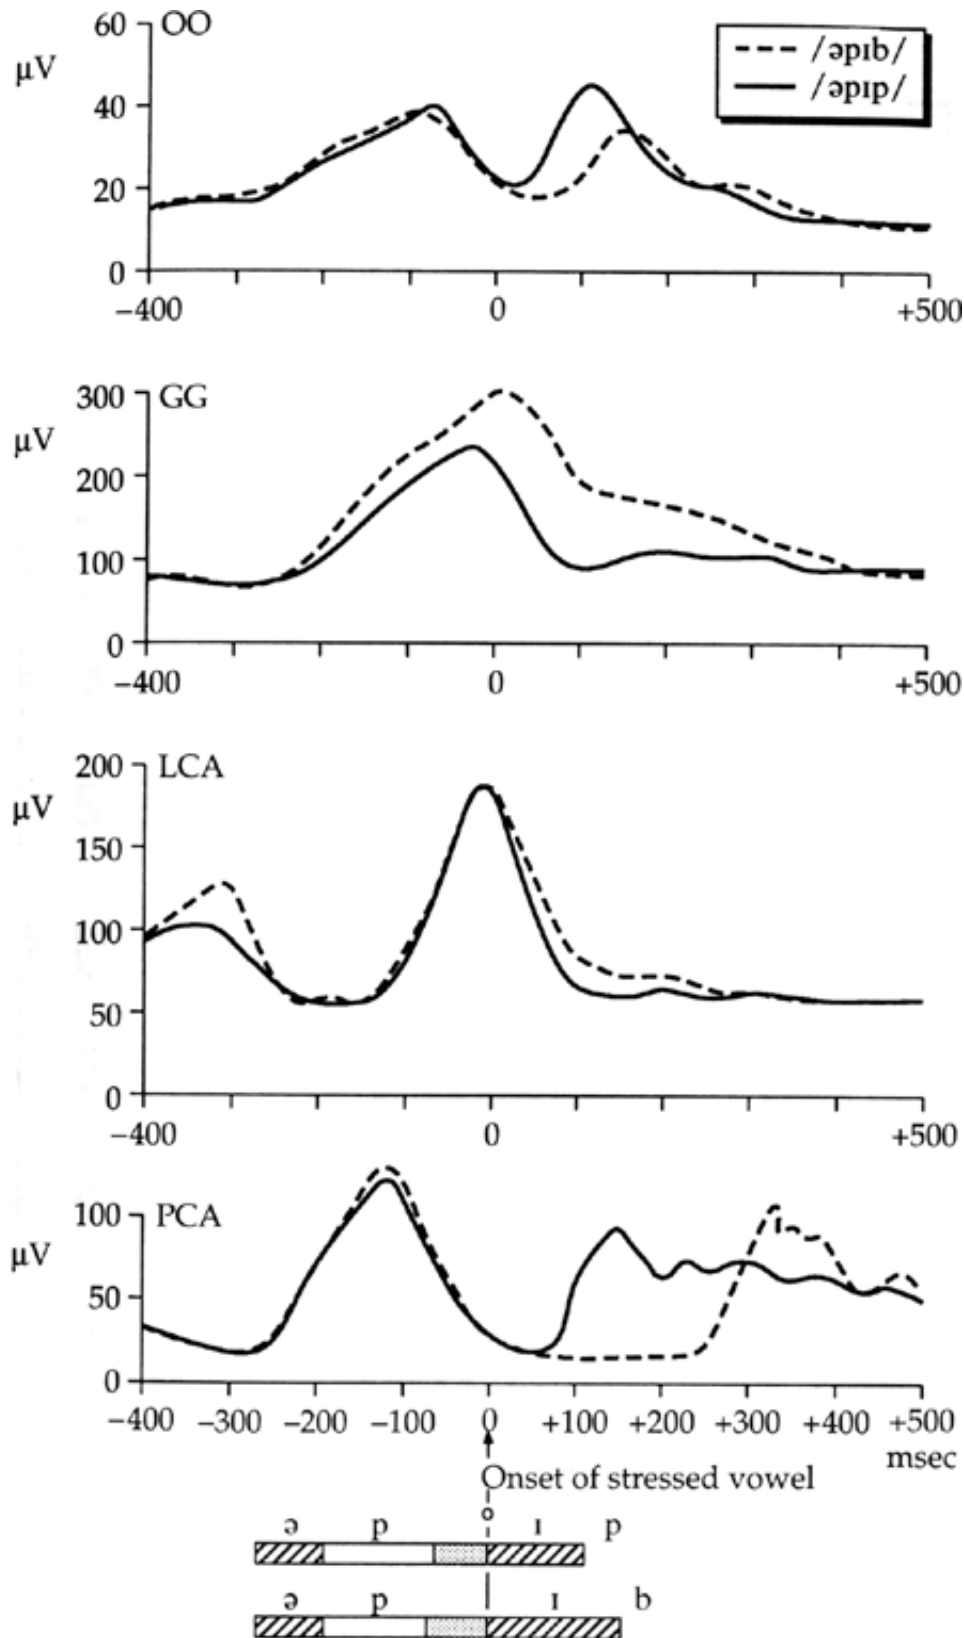 60 OO
μV
40
20
0
−400 0 +500
/əpɪb/
/əpɪp/
300 GG
μV
200
100
0
−400 0 +500
200 LCA
μV
150
100
50
0
−400 0 +500
100 PCA
μV
50
0
−400 −300 −200 −100 0 +100 +200 +300 +400 +500
msec
Onset of stressed vowel
ə p ɪ p
ə p ɪ b